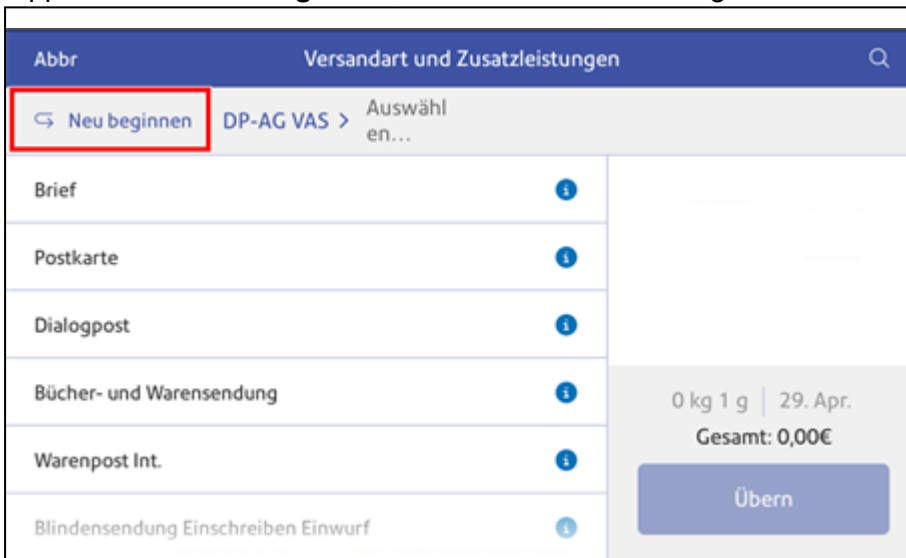 Abbr Versandart und Zusatzleistungen
Neu beginnen DP-AG VAS > Auswähl
en...
Brief
Postkarte
Dialogpost
Bücher- und Warensendung
Warenpost Int.
Blindensendung Einschreiben Einwurf
0 kg 1 g | 29. Apr.
Gesamt: 0,00€
Übern